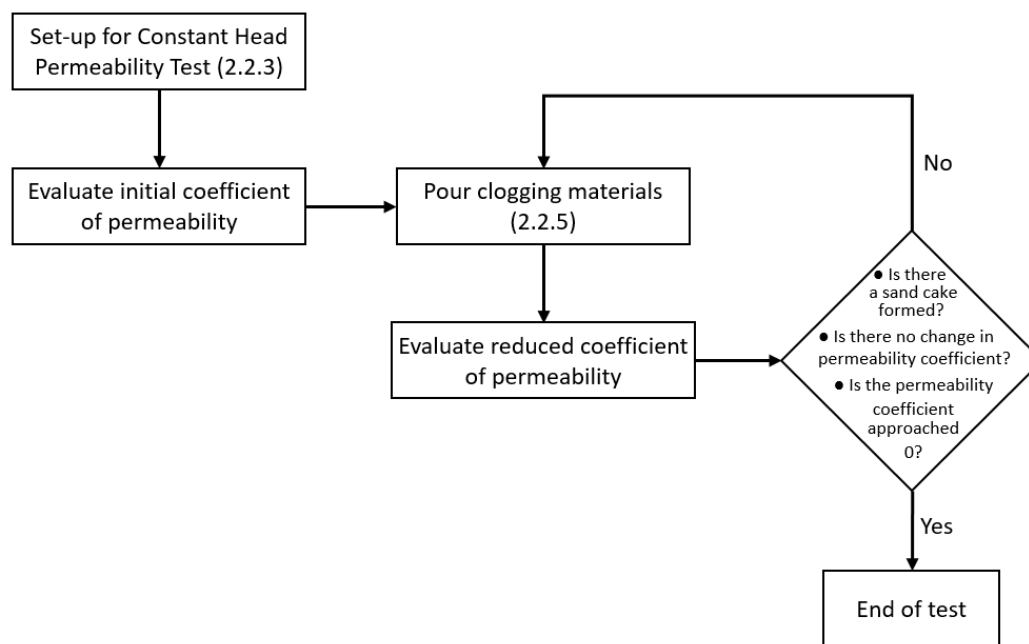 Set-up for Constant Head
Permeability Test (2.2.3)
Evaluate initial coefficient
of permeability
Pour clogging materials
(2.2.5)
Evaluate reduced coefficient
of permeability
● Is there
a sand cake
formed?
● Is there no change in
permeability coefficient?
● Is the permeability
coefficient
approached
0?
No
Yes
End of test